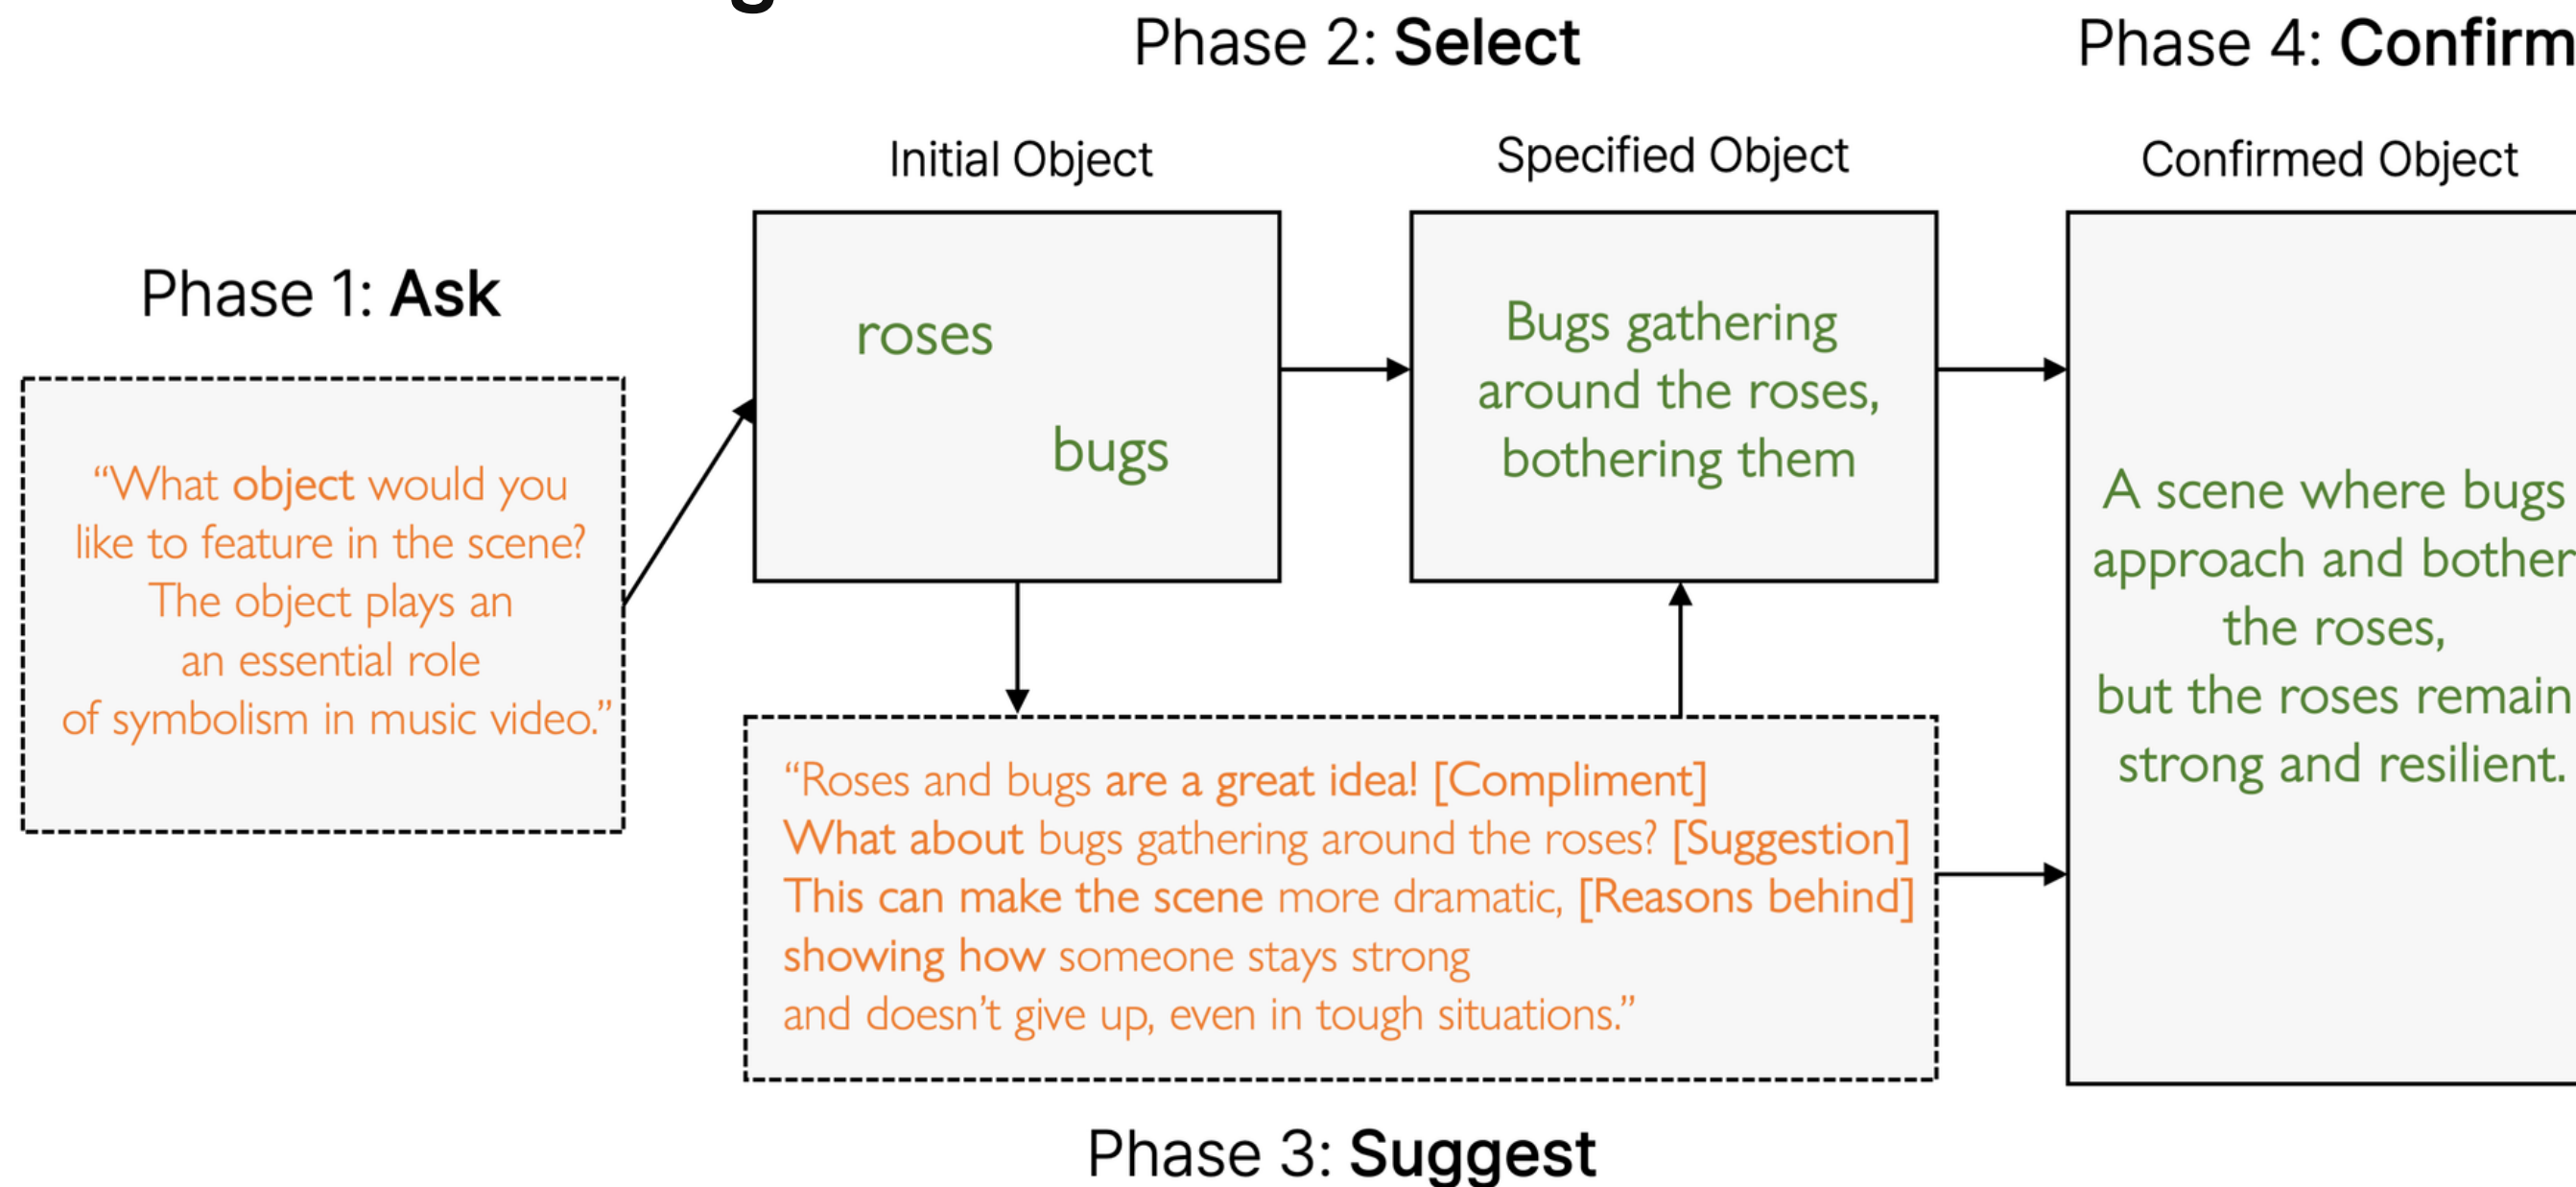 Phase 1: Ask
“What object would you
like to feature in the scene?
The object plays an
an essential role
of symbolism in music video.”
Phase 2: Select
Initial Object
roses
bugs
Specified Object
Bugs gathering
around the roses,
bothering them
“Roses and bugs are a great idea! [Compliment]
What about bugs gathering around the roses? [Suggestion]
This can make the scene more dramatic, [Reasons behind]
showing how someone stays strong
and doesn’t give up, even in tough situations.”
Phase 3: Suggest
Phase 4: Confirm
Confirmed Object
A scene where bugs
approach and bother
the roses,
but the roses remain
strong and resilient.